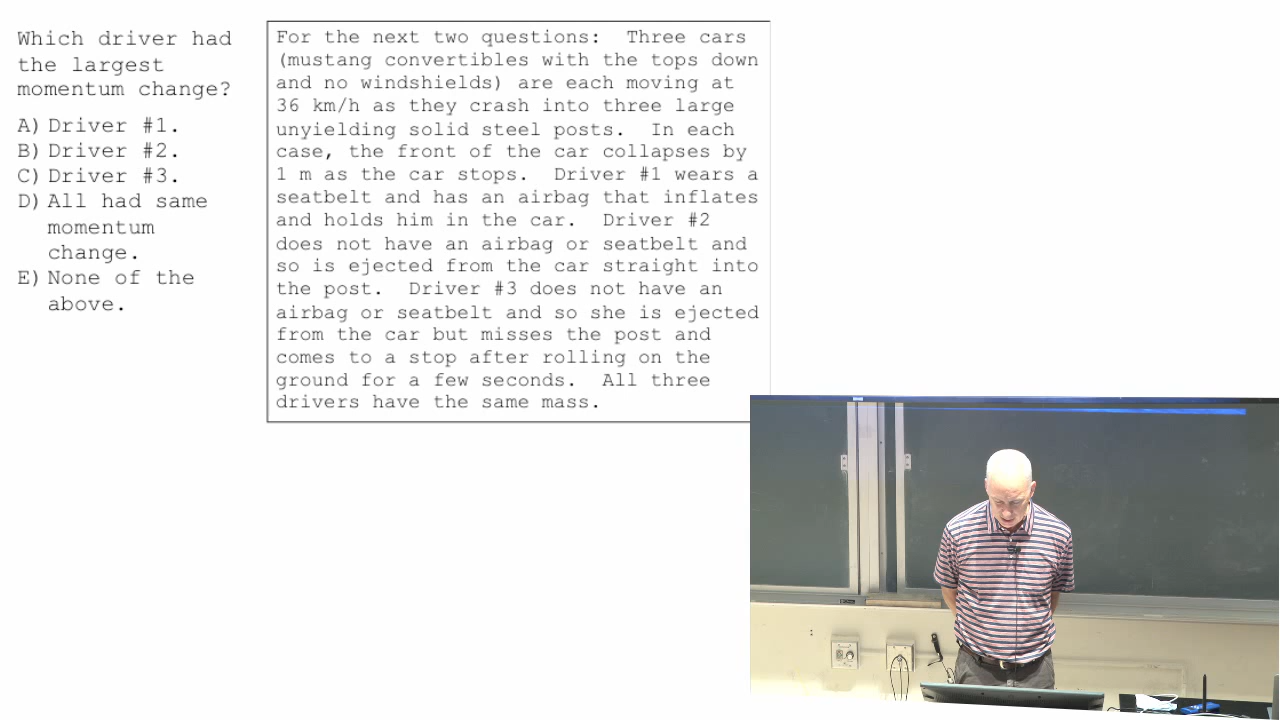 Which driver had
the largest
momentum change?
A) Driver #1.
B) Driver #2.
C) Driver #3.
D) All had same
momentum
change.
E) None of the
above.
For the next two questions: Three cars
(mustang convertibles with the tops down
and no windshields) are each moving at
36 km/h as they crash into three large
unyielding solid steel posts. In each
case, the front of the car collapses by
1 m as the car stops. Driver #1 wears a
seatbelt and has an airbag that inflates
and holds him in the car. Driver #2
does not have an airbag or seatbelt and
so is ejected from the car straight into
the post. Driver #3 does not have an
airbag or seatbelt and so she is ejected
from the car but misses the post and
comes to a stop after rolling on the
ground for a few seconds. All three
drivers have the same mass.